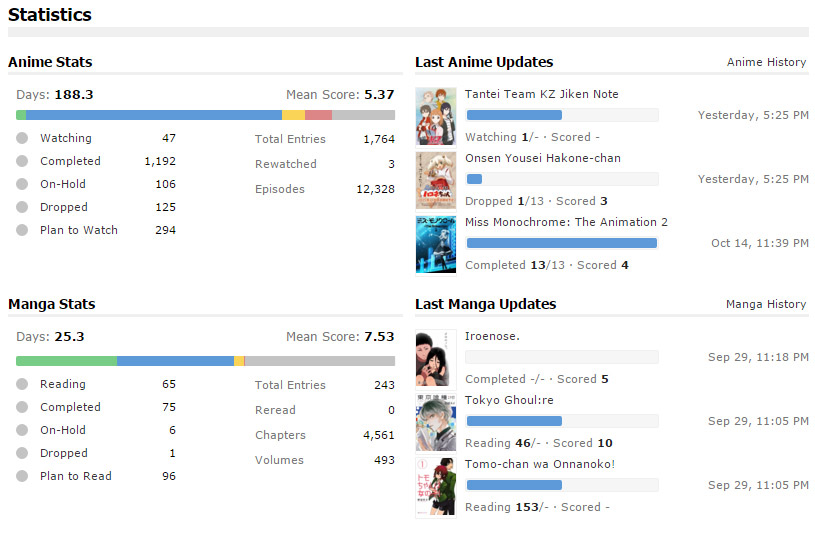 Statistics
Anime Stats
Days: 188.3 Mean Score: 5.37
Watching 47
Completed 1,192
On-Hold 106
Dropped 125
Plan to Watch 294
Total Entries 1,764
Rewatched 3
Episodes 12,328
Last Anime Updates Anime History
Tantei Team KZ Jiken Note
Yesterday, 5:25 PM
Watching 1/- · Scored -
Onsen Yousei Hakone-chan
Yesterday, 5:25 PM
Dropped 1/13 · Scored 3
Miss Monochrome: The Animation 2
Oct 14, 11:39 PM
Completed 13/13 · Scored 4
Manga Stats
Days: 25.3 Mean Score: 7.53
Reading 65
Completed 75
On-Hold 6
Dropped 1
Plan to Read 96
Total Entries 243
Reread 0
Chapters 4,561
Volumes 493
Last Manga Updates Manga History
Iroenose.
Sep 29, 11:18 PM
Completed -/- · Scored 5
Tokyo Ghoul:re
Sep 29, 11:05 PM
Reading 46/- · Scored 10
Tomo-chan wa Onnanoko!
Sep 29, 11:05 PM
Reading 153/- · Scored -